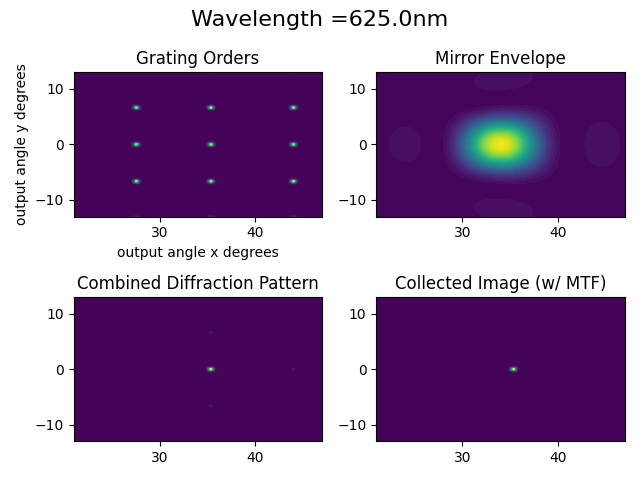 Wavelength =625.0nm
Grating Orders
Mirror Envelope
output angle y degrees
10
0
−10
30
40
output angle x degrees
10
0
−10
30
40
Combined Diffraction Pattern
Collected Image (w/ MTF)
10
0
−10
30
40
10
0
−10
30
40